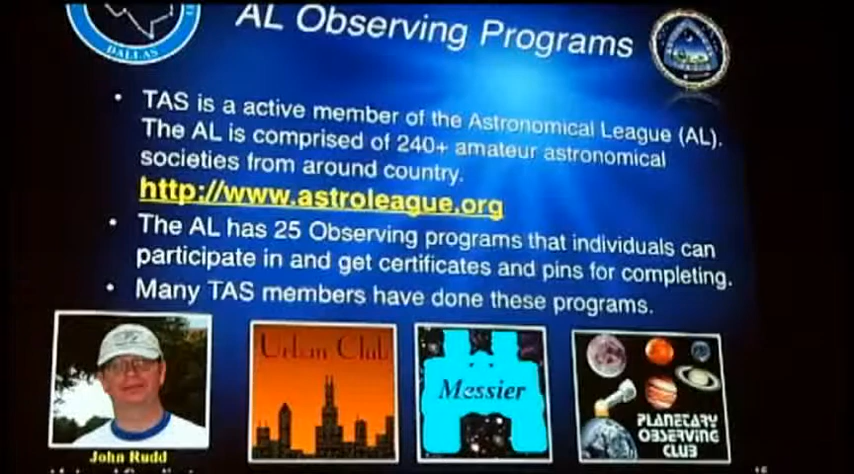 DALLAS
AL Observing Programs
• TAS is a active member of the Astronomical League (AL).
The AL is comprised of 240+ amateur astronomical
societies from around country.
http://www.astroleague.org
• The AL has 25 Observing programs that individuals can
participate in and get certificates and pins for completing.
• Many TAS members have done these programs.
Urban Club
Messier
PLANETARY
OBSERVING
CLUB
John Rudd